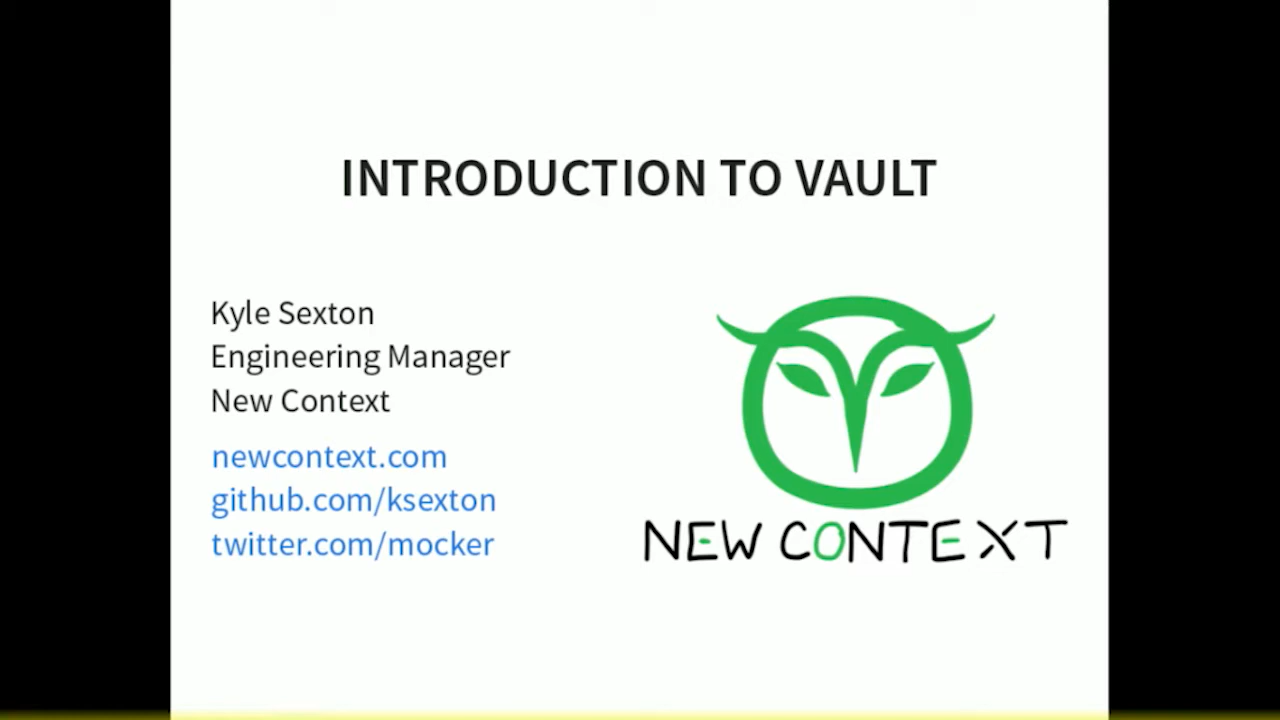 INTRODUCTION TO VAULT
Kyle Sexton
Engineering Manager
New Context
newcontext.com
github.com/ksexton
twitter.com/mocker
NEW CONTEXT